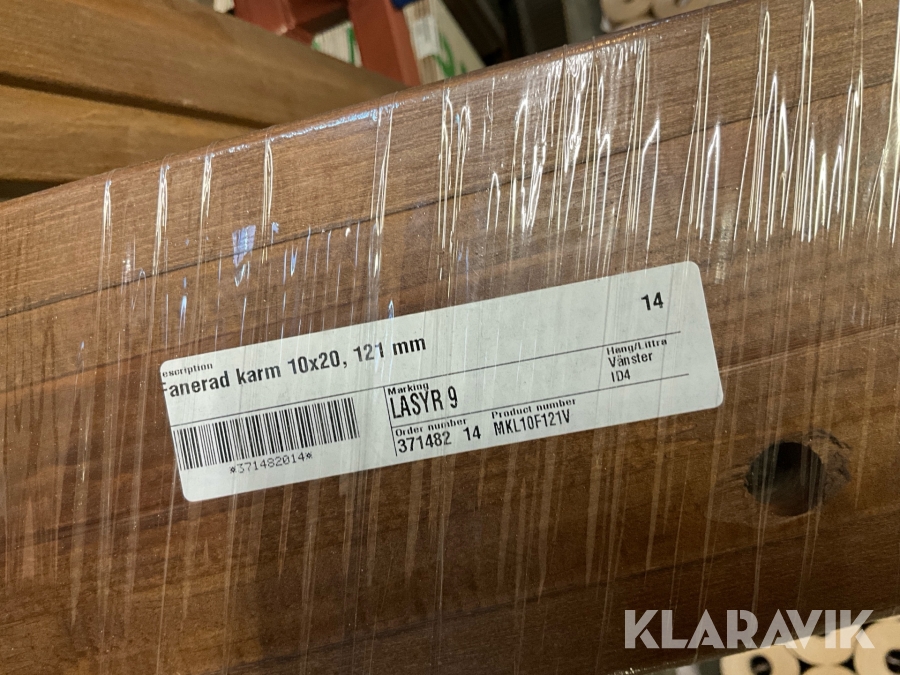 escription
Fanerad karm 10x20, 121 mm
14
*371482014*
Marking
LASYR 9
Order number
371482 14
Product number
MKL10F121V
Hang/Littra
Vänster
ID4
KLARAVIK